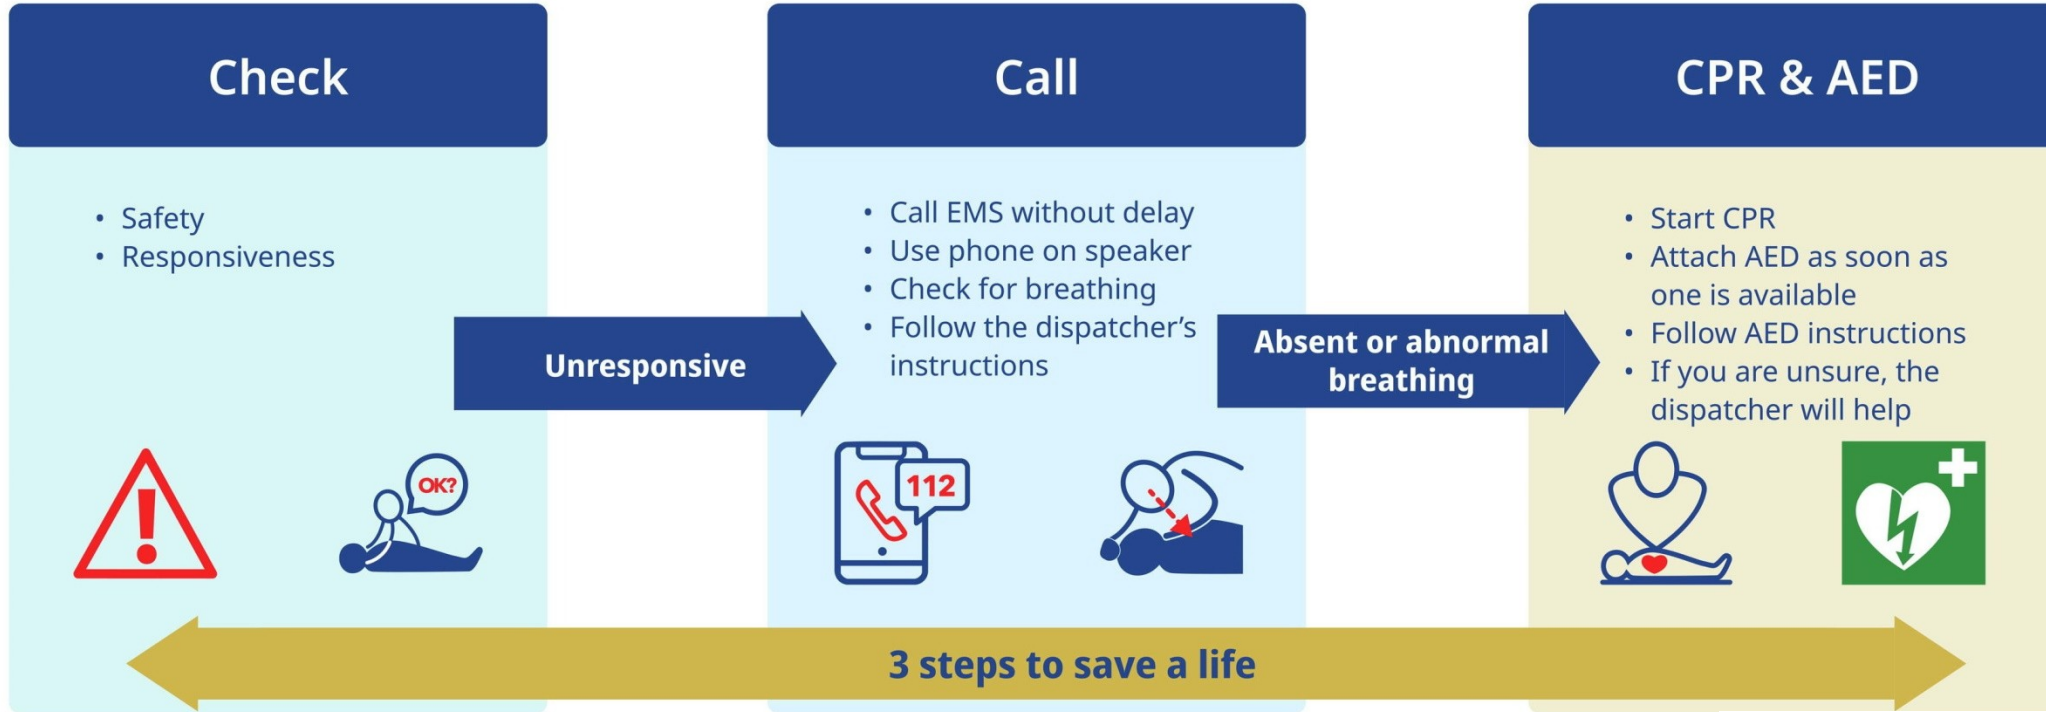 Check
• Safety
• Responsiveness
OK?
Unresponsive
Call
• Call EMS without delay
• Use phone on speaker
• Check for breathing
• Follow the dispatcher’s
instructions
112
Absent or abnormal
breathing
CPR & AED
• Start CPR
• Attach AED as soon as
one is available
• Follow AED instructions
• If you are unsure, the
dispatcher will help
3 steps to save a life